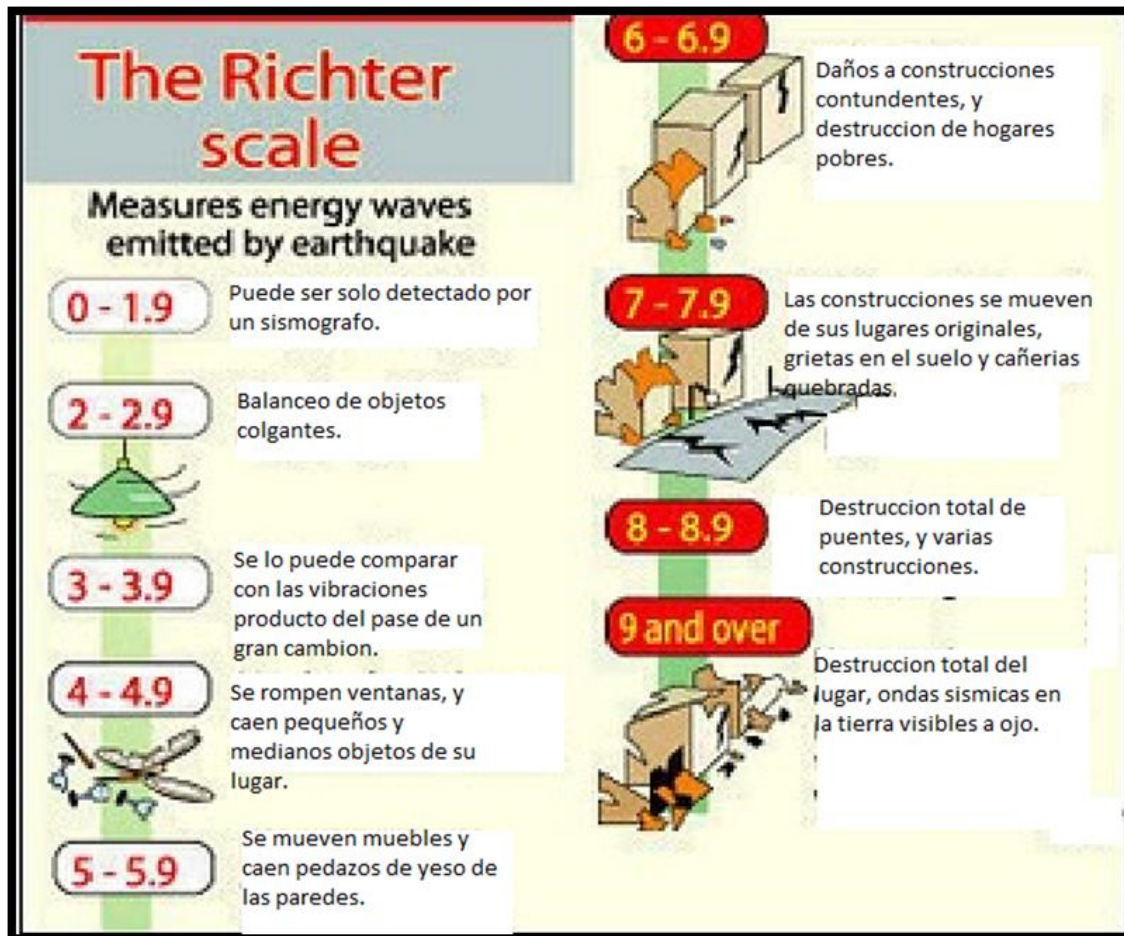 The Richter
scale
Measures energy waves
emitted by earthquake
0 - 1.9
Puede ser solo detectado por
un sismografo.
2 - 2.9
Balanceo de objetos
colgantes.
3 - 3.9
Se lo puede comparar
con las vibraciones
producto del pase de un
gran cambion.
4 - 4.9
Se rompen ventanas, y
caen pequeños y
medianos objetos de su
lugar.
5 - 5.9
Se mueven muebles y
caen pedazos de yeso de
las paredes.
6 - 6.9
Daños a construcciones
contundentes, y
destruccion de hogares
pobres.
7 - 7.9
Las construcciones se mueven
de sus lugares originales,
grietas en el suelo y cañerias
quebradas.
8 - 8.9
Destruccion total de
puentes, y varias
construcciones.
9 and over
Destruccion total del
lugar, ondas sismicas en
la tierra visibles a ojo.